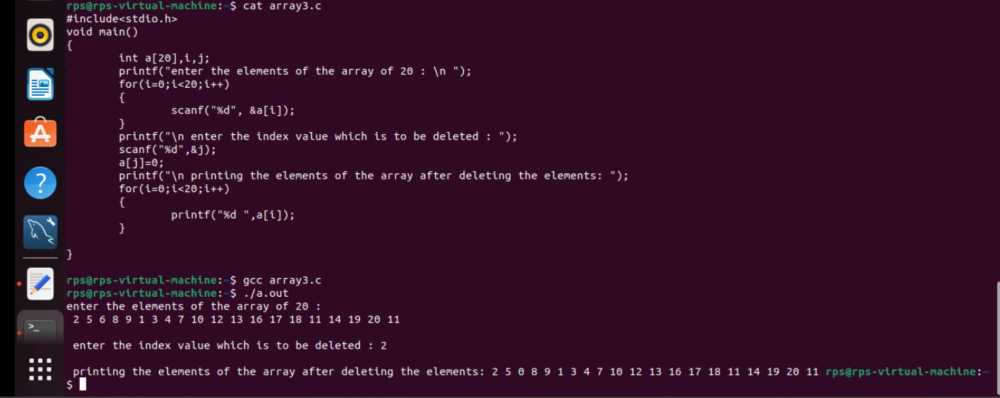 rps@rps-virtual-machine:~$ cat array3.c
#include<stdio.h>
void main()
{
        int a[20],i,j;
        printf("enter the elements of the array of 20 : \n ");
        for(i=0;i<20;i++)
        {
                scanf("%d", &a[i]);
        }
        printf("\n enter the index value which is to be deleted : ");
        scanf("%d",&j);
        a[j]=0;
        printf("\n printing the elements of the array after deleting the elements: ");
        for(i=0;i<20;i++)
        {
                printf("%d ",a[i]);
        }

}

rps@rps-virtual-machine:~$ gcc array3.c
rps@rps-virtual-machine:~$ ./a.out
enter the elements of the array of 20 :
 2 5 6 8 9 1 3 4 7 10 12 13 16 17 18 11 14 19 20 11

 enter the index value which is to be deleted : 2

 printing the elements of the array after deleting the elements: 2 5 0 8 9 1 3 4 7 10 12 13 16 17 18 11 14 19 20 11 rps@rps-virtual-machine:~
$